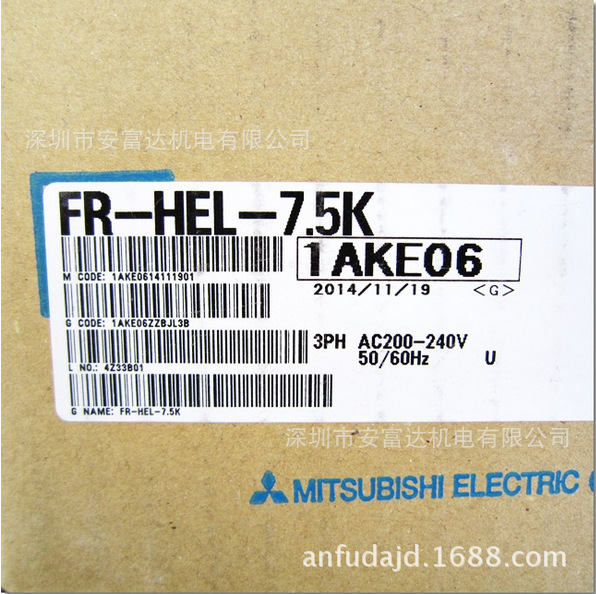 深圳市安富达机电有限公司
FR-HEL-7.5K
1AKE06
M CODE: 1AKE0614111901
2014/11/19 <G>
G CODE: 1AKE06ZZBJL3B
3PH AC200-240V
50/60Hz U
L NO.: 4Z33B01
G NAME: FR-HEL-7.5K
深圳市安富达机电有限公司
MITSUBISHI ELECTRIC
anfudajd.1688.com